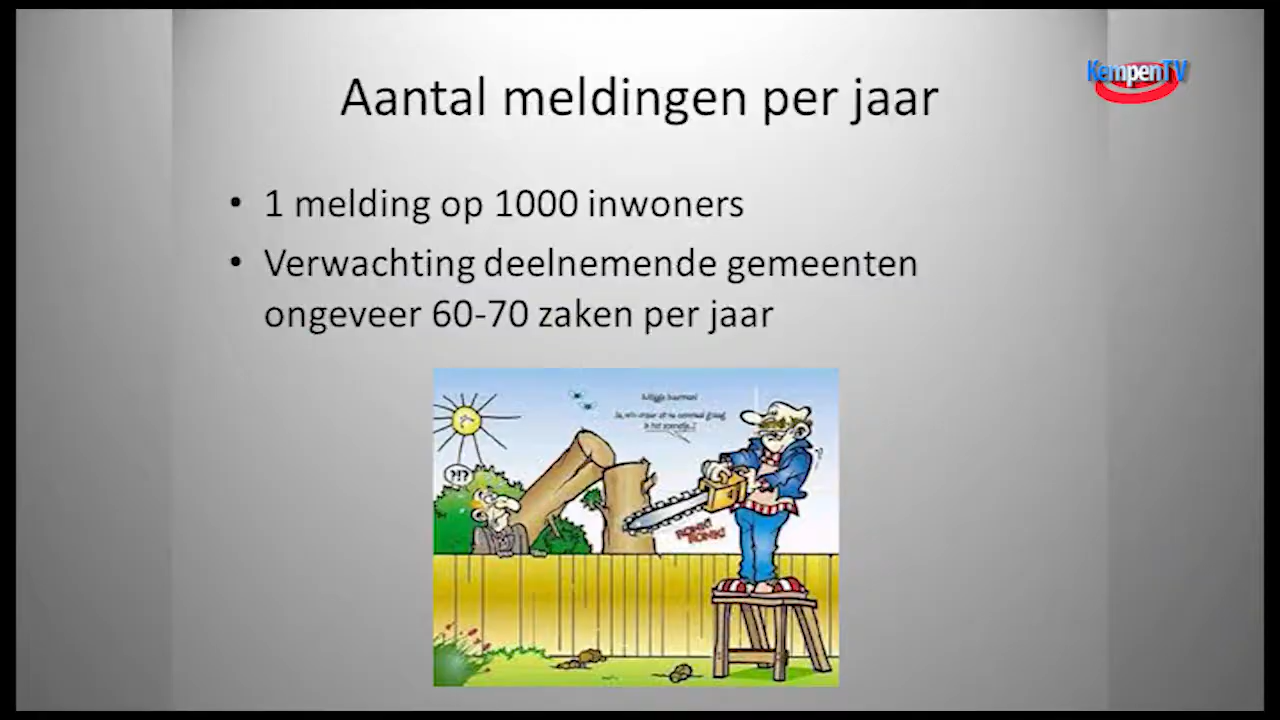 KempenTV
Aantal meldingen per jaar
• 1 melding op 1000 inwoners
• Verwachting deelnemende gemeenten
ongeveer 60-70 zaken per jaar
?!?